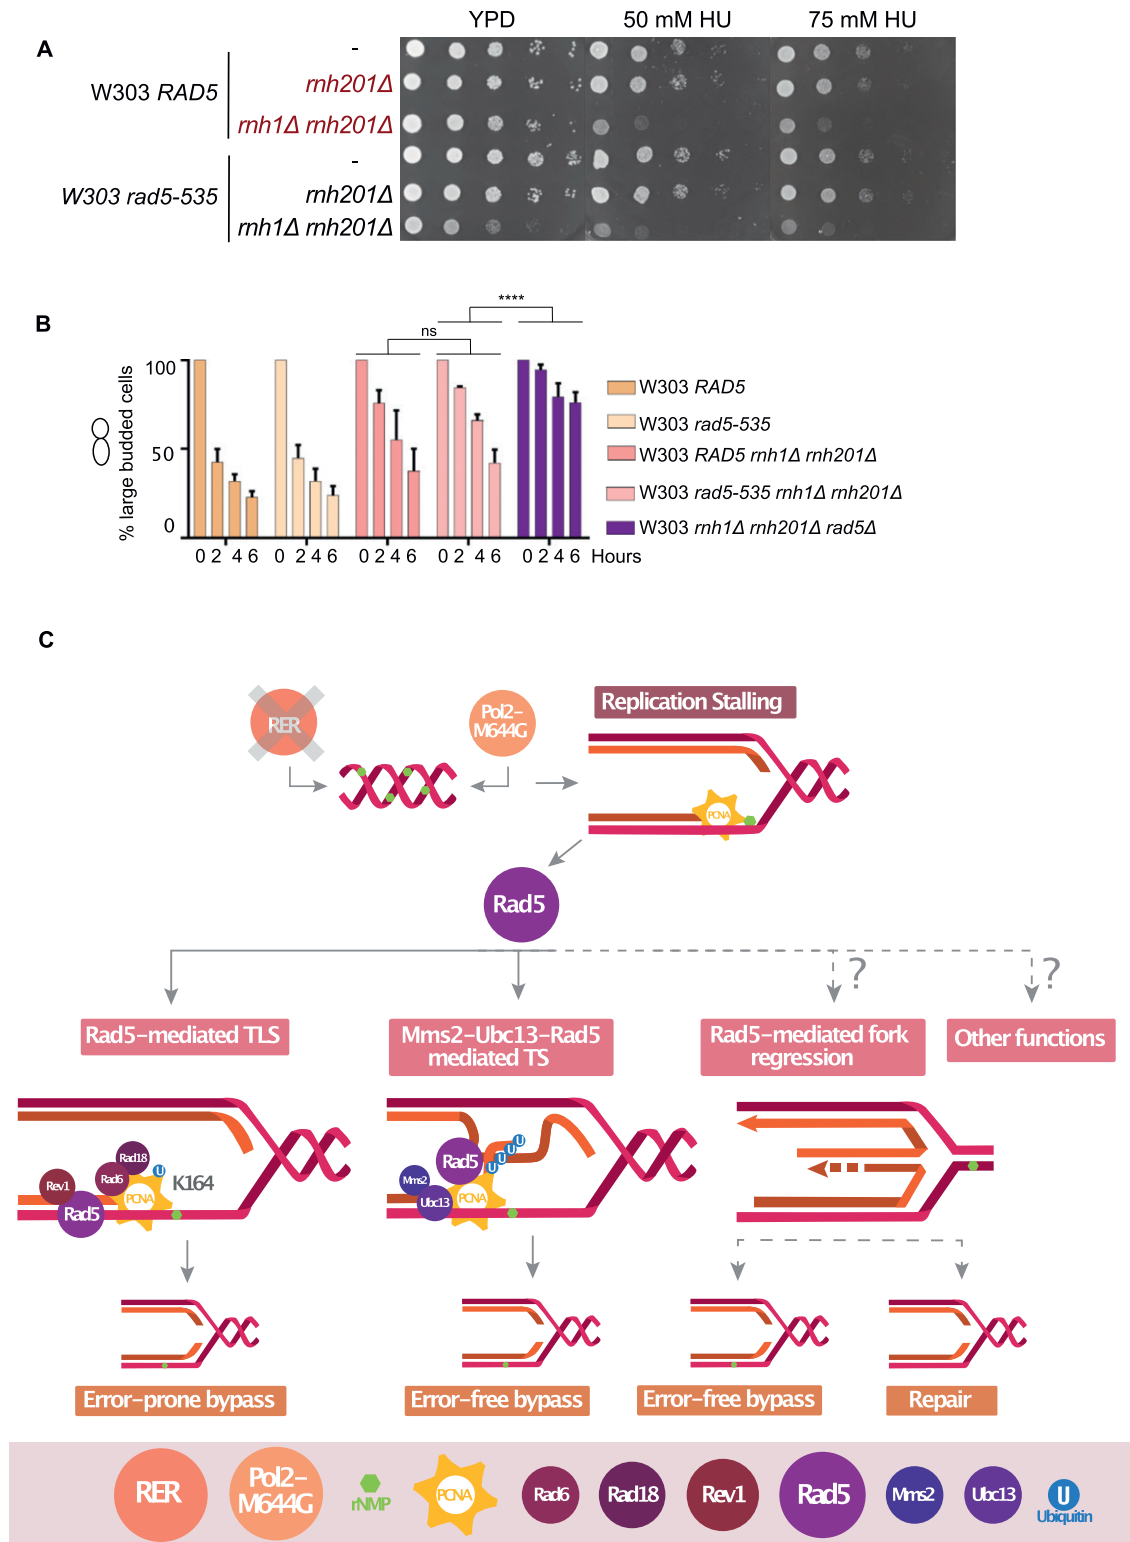 YPD 50 mM HU 75 mM HU
A
-
W303 RAD5
rnh201Δ
rnh1Δ rnh201Δ
-
W303 rad5-535
rnh201Δ
rnh1Δ rnh201Δ
B
****
ns
% large budded cells
100
50
0
0 2 4 6 0 2 4 6 0 2 4 6 0 2 4 6 0 2 4 6 Hours
W303 RAD5
W303 rad5-535
W303 RAD5 rnh1Δ rnh201Δ
W303 rad5-535 rnh1Δ rnh201Δ
W303 rnh1Δ rnh201Δ rad5Δ
C
RER
Pol2-
M644G
Replication Stalling
PCNA
Rad5
? ?
Rad5-mediated TLS
Mms2-Ubc13-Rad5
mediated TS
Rad5-mediated fork
regression
Other functions
Rad18
U
Rad6
Rev1
PCNA
K164
Rad5
U
U
U
U
Rad5
Mms2
Ubc13
PCNA
Error-prone bypass
Error-free bypass
Error-free bypass
Repair
RER
Pol2-
M644G
rNMP
PCNA
Rad6
Rad18
Rev1
Rad5
Mms2
Ubc13
U
Ubiquitin